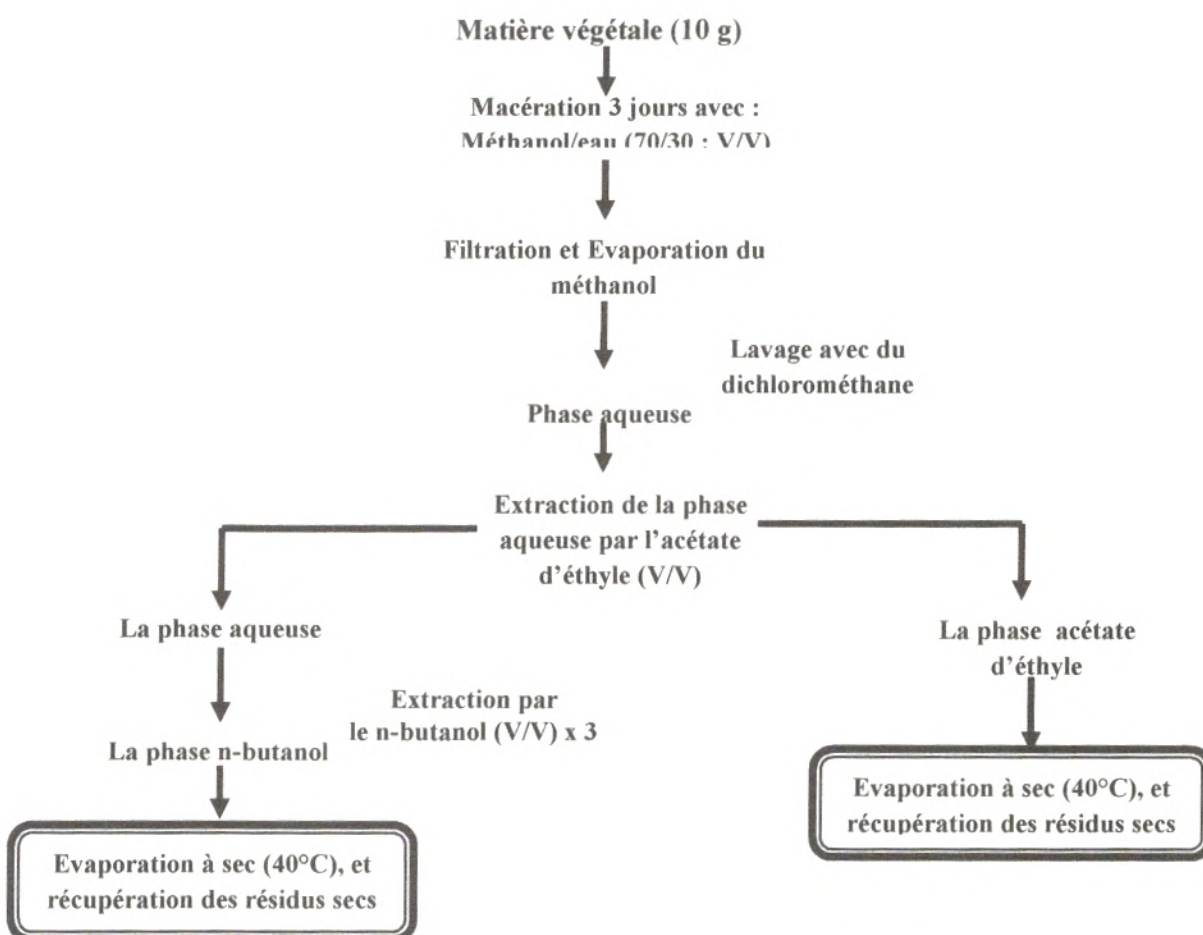 Matière végétale (10 g)
Macération 3 jours avec :
Méthanol/eau (70/30 : V/V)
Filtration et Evaporation du
méthanol
Lavage avec du
dichlorométhane
Phase aqueuse
Extraction de la phase
aqueuse par l'acétate
d'éthyle (V/V)
La phase aqueuse
La phase acétate
d'éthyle
Extraction par
le n-butanol (V/V) x 3
La phase n-butanol
Evaporation à sec (40°C), et
récupération des résidus secs
Evaporation à sec (40°C), et
récupération des résidus secs